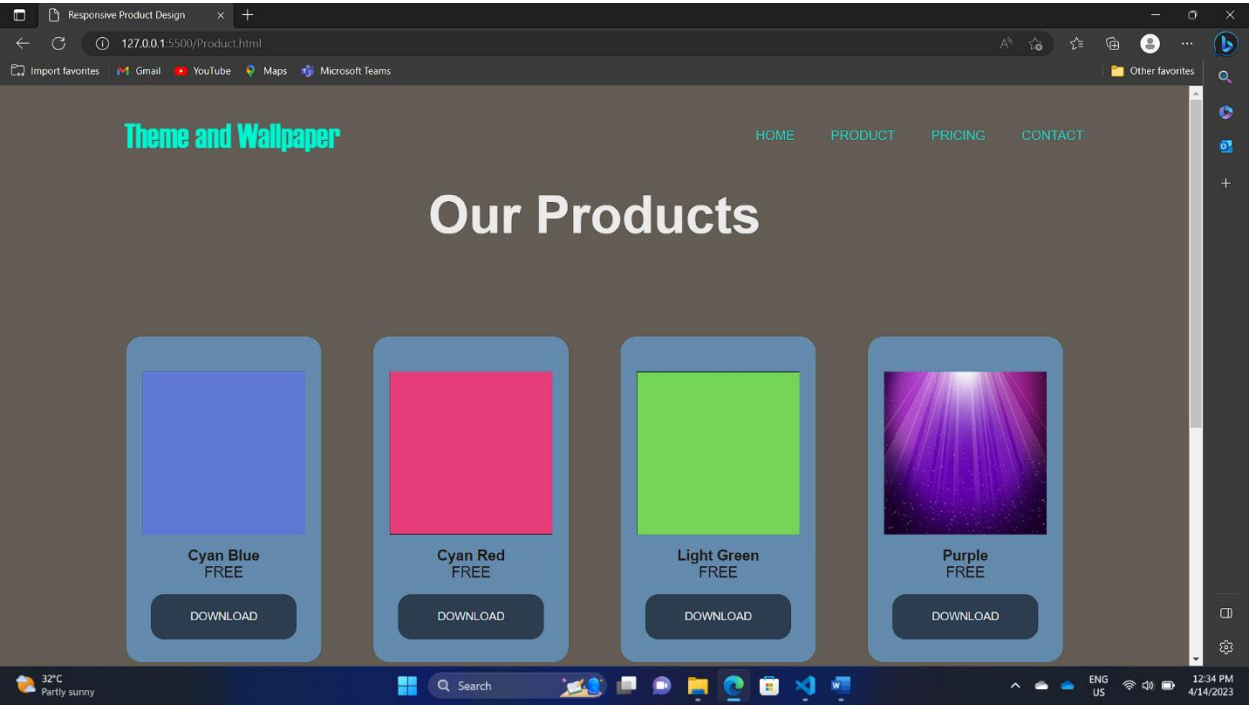 Responsive Product Design
127.0.0.1:5500/Product.html
Import favorites Gmail YouTube Maps Microsoft Teams Other favorites
Theme and Wallpaper HOME PRODUCT PRICING CONTACT
Our Products
Cyan Blue Cyan Red Light Green Purple
FREE FREE FREE FREE
DOWNLOAD DOWNLOAD DOWNLOAD DOWNLOAD
32°C
Partly sunny
Search
ENG
US
12:34 PM
4/14/2023